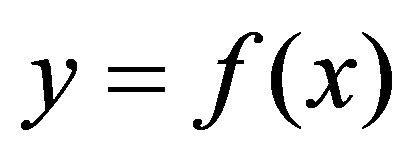 y = f(x)